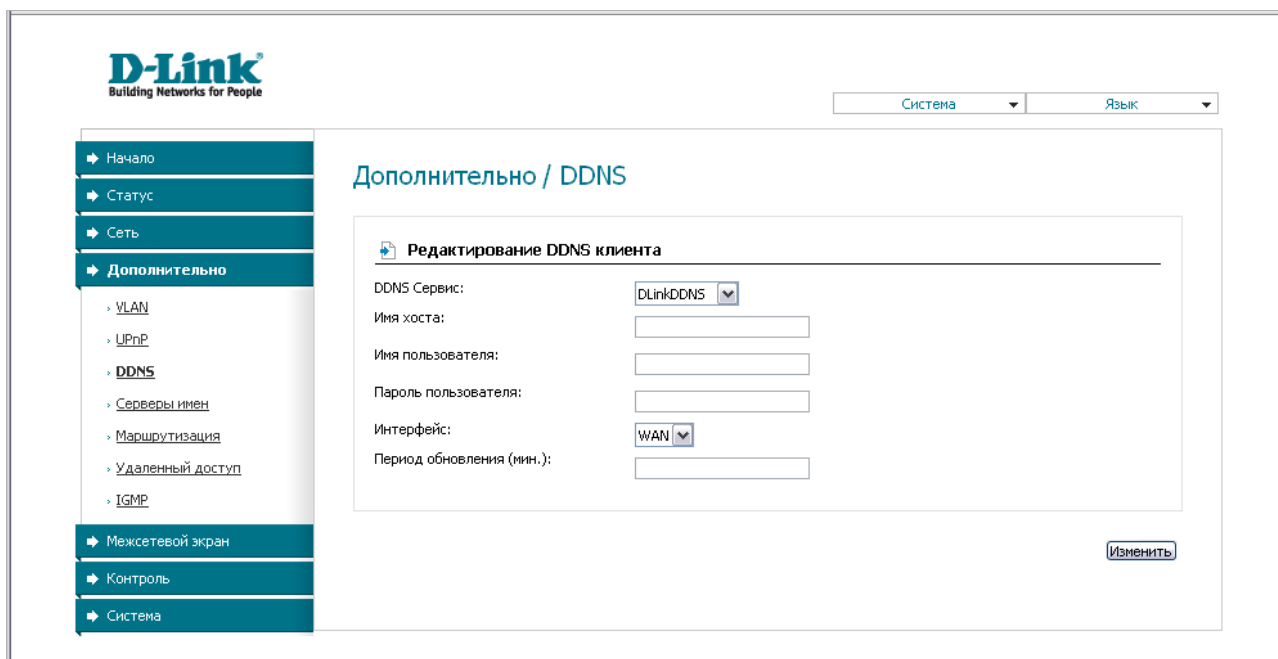 D-Link
Building Networks for People
Система
Язык
Начало
Статус
Сеть
Дополнительно
VLAN
UPnP
DDNS
Серверы имен
Маршрутизация
Удаленный доступ
IGMP
Межсетевой экран
Контроль
Система
Дополнительно / DDNS
Редактирование DDNS клиента
DDNS Сервис: DLinkDDNS
Имя хоста:
Имя пользователя:
Пароль пользователя:
Интерфейс: WAN
Период обновления (мин.):
Изменить